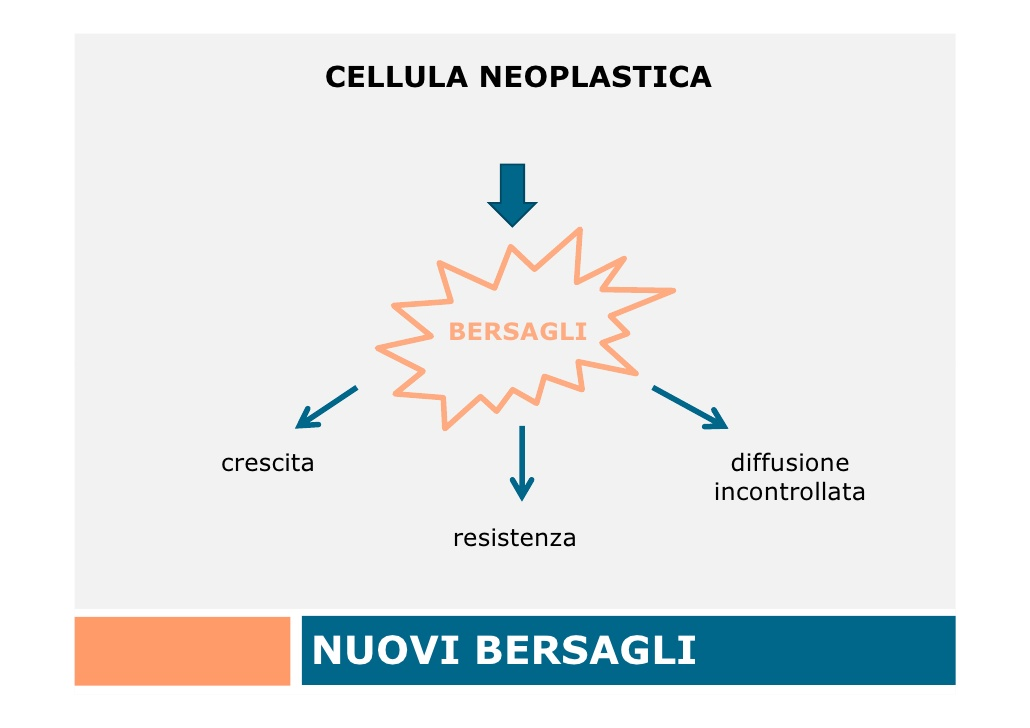 CELLULA NEOPLASTICA
BERSAGLI
crescita
diffusione
incontrollata
resistenza
NUOVI BERSAGLI